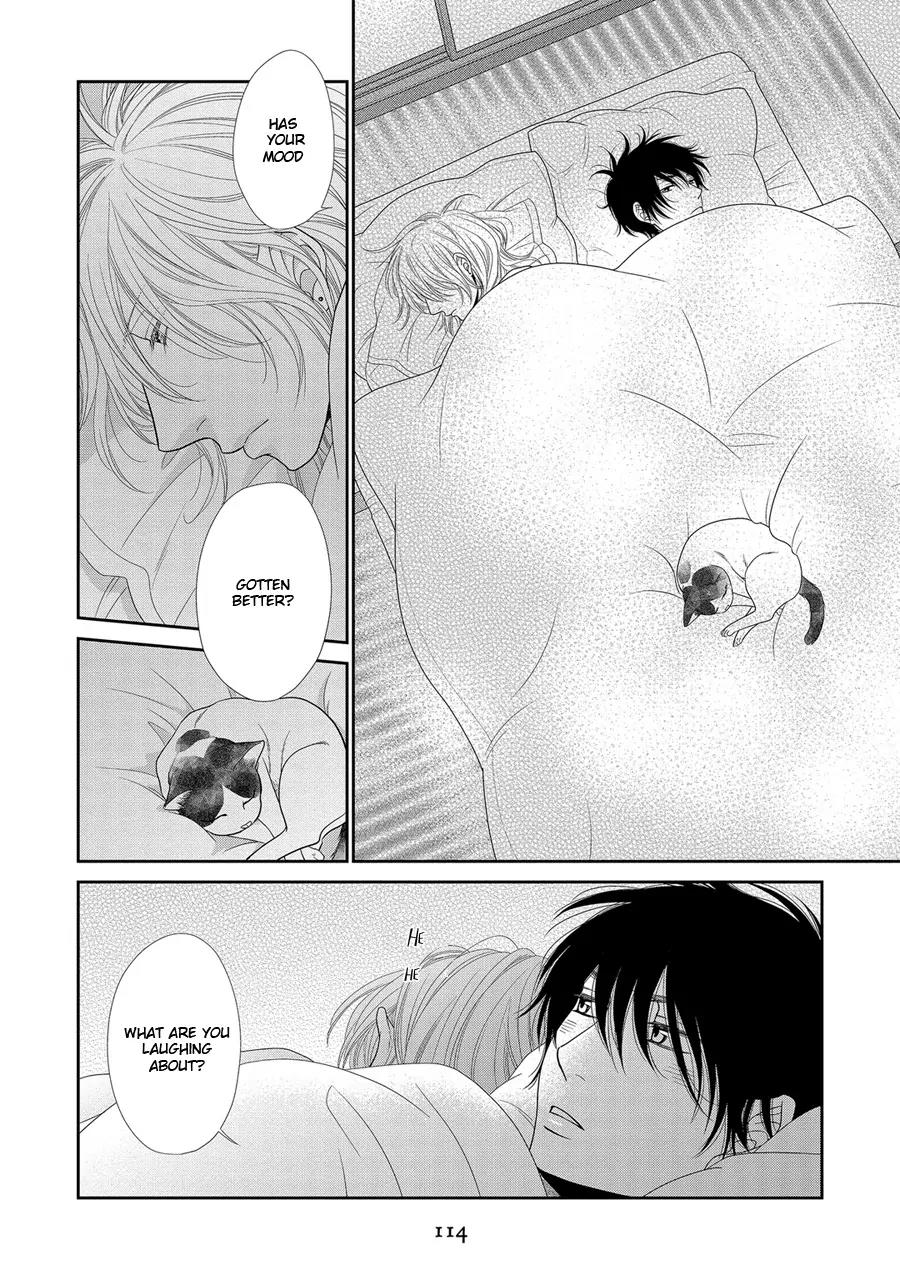 HAS
YOUR
MOOD
GOTTEN
BETTER?
HE
HE
WHAT ARE YOU
LAUGHING
ABOUT?
114